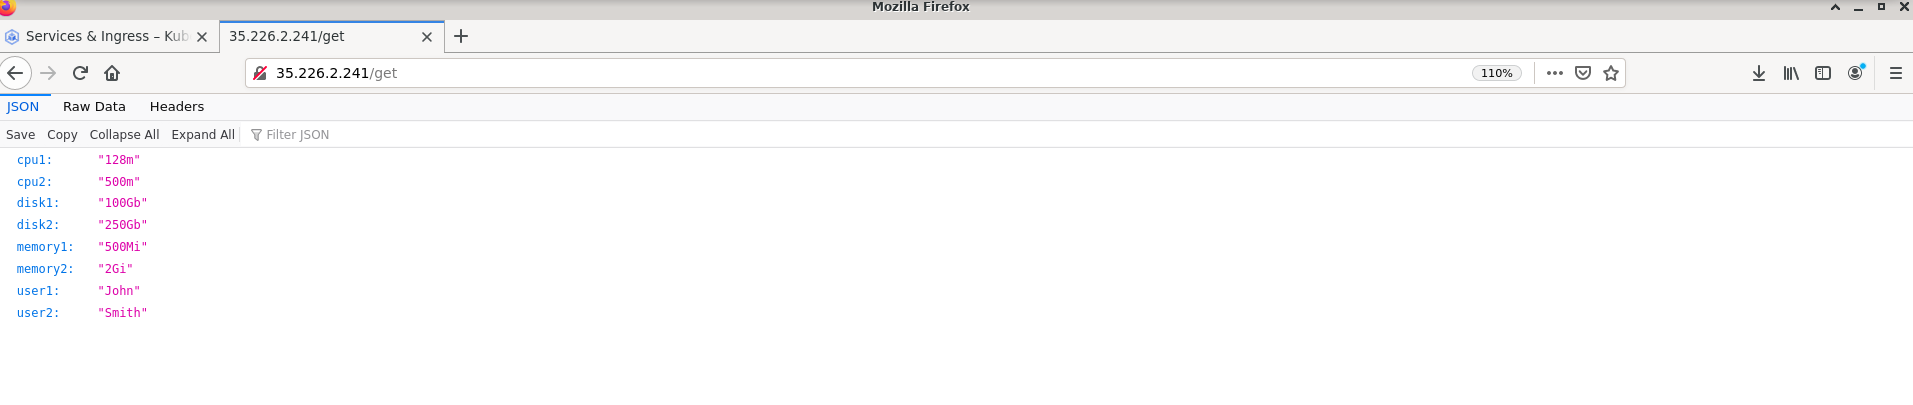 Mozilla Firefox
Services & Ingress – Kub
35.226.2.241/get
35.226.2.241/get
110%
JSON Raw Data Headers
Save Copy Collapse All Expand All Filter JSON
cpu1: "128m"
cpu2: "500m"
disk1: "100Gb"
disk2: "250Gb"
memory1: "500Mi"
memory2: "2Gi"
user1: "John"
user2: "Smith"